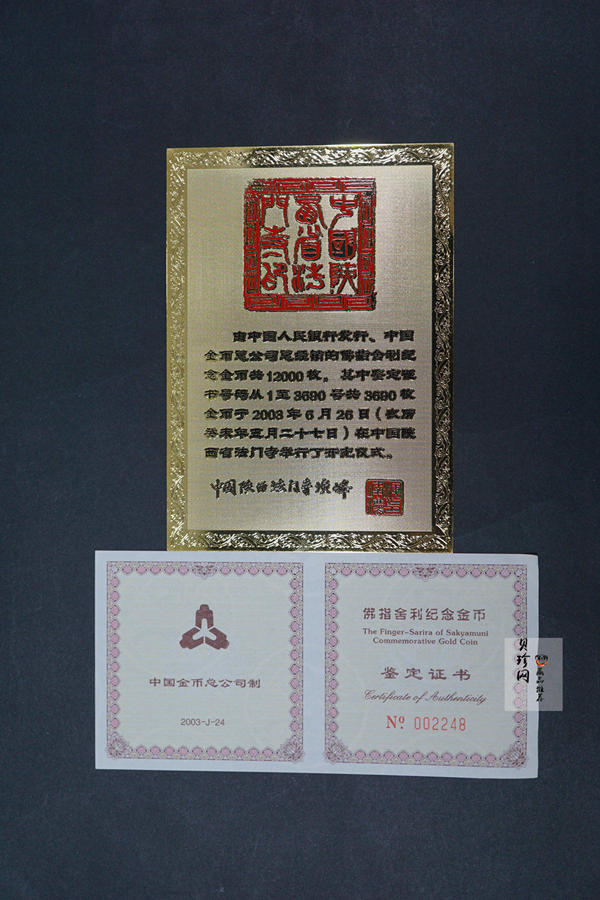 中國陝
西省法
門寺印
由中国人民银行发行、中国
金币总公司总经销的佛指舍利纪
念金币共12000枚。其中鉴定证
书号码从1至3690号共3690枚
金币于2003年6月26日（农历
癸未年五月二十七日）在中国陕
西省法门寺举行了开光仪式。
中国陕西法门寺
中国金币总公司制
2003-J-24
佛指舍利纪念金币
The Finger-Sarira of Sakyamuni
Commemorative Gold Coin
鉴定证书
Certificate of Authenticity
Nº 002248
贝珍网